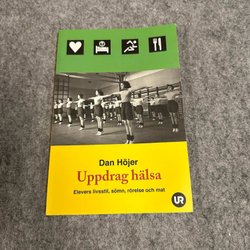 Dan Höjer
Uppdrag hälsa
Elevers livsstil, sömn, rörelse och mat
UR